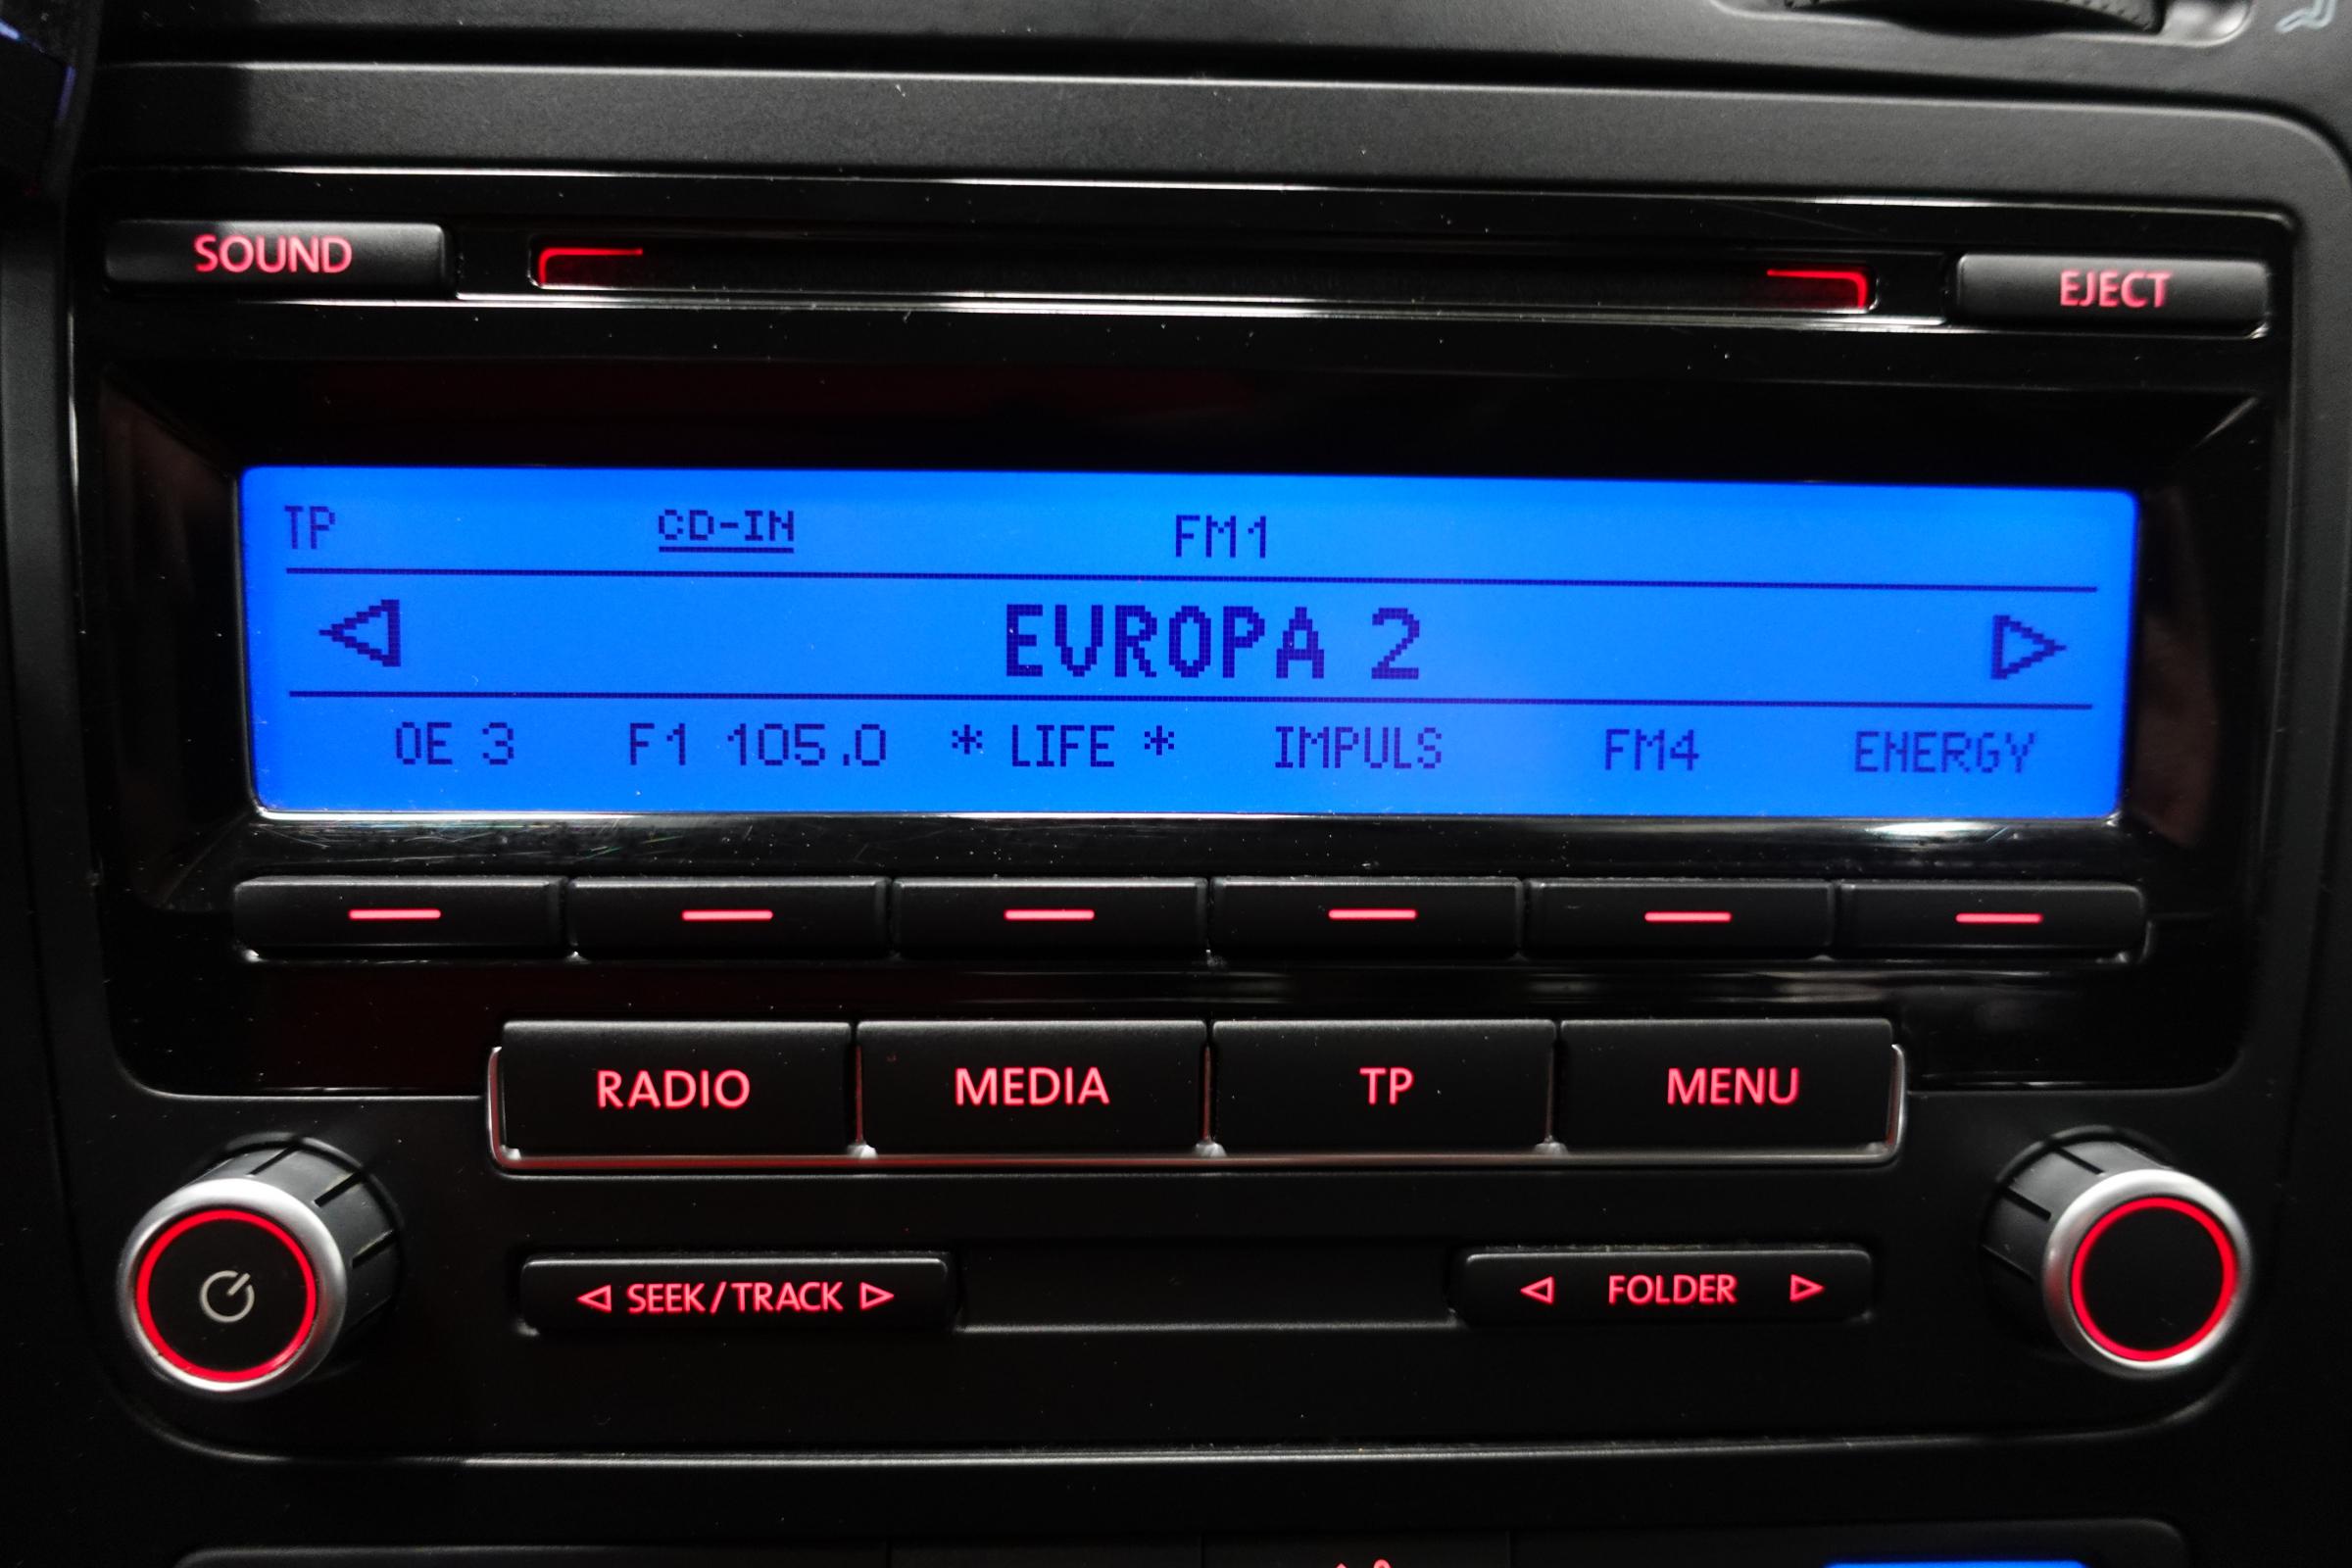 SOUND EJECT
TP CD-IN FM1
EUROPA 2
OE 3 F1 105.0 * LIFE * IMPULS FM4 ENERGY
RADIO MEDIA TP MENU
SEEK/TRACK FOLDER